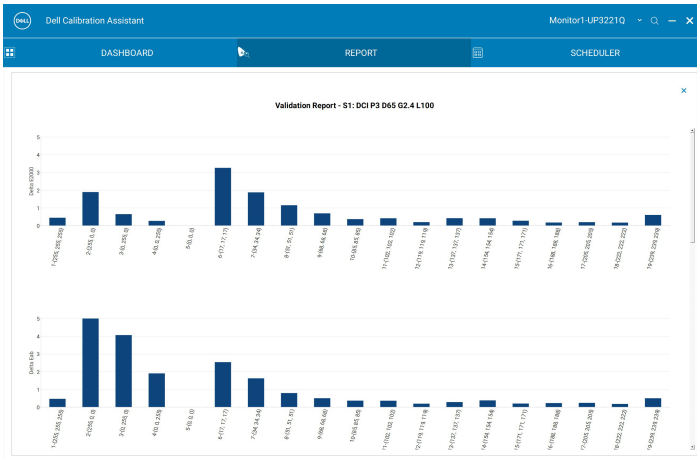 DELL
Dell Calibration Assistant
Monitor1-UP3221Q
DASHBOARD
REPORT
SCHEDULER
Validation Report - S1: DCI P3 D65 G2.4 L100
Delta E2000
5
4
3
2
1
0
1-(255, 255, 255)
2-(255, 0, 0)
3-(0, 255, 0)
4-(0, 0, 255)
5-(0, 0, 0)
6-(17, 17, 17)
7-(34, 34, 34)
8-(51, 51, 51)
9-(68, 68, 68)
10-(85, 85, 85)
11-(102, 102, 102)
12-(119, 119, 119)
13-(137, 137, 137)
14-(154, 154, 154)
15-(171, 171, 171)
16-(188, 188, 188)
17-(205, 205, 205)
18-(222, 222, 222)
19-(239, 239, 239)
Delta Eab
5
4
3
2
1
0
1-(255, 255, 255)
2-(255, 0, 0)
3-(0, 255, 0)
4-(0, 0, 255)
5-(0, 0, 0)
6-(17, 17, 17)
7-(34, 34, 34)
8-(51, 51, 51)
9-(68, 68, 68)
10-(85, 85, 85)
11-(102, 102, 102)
12-(119, 119, 119)
13-(137, 137, 137)
14-(154, 154, 154)
15-(171, 171, 171)
16-(188, 188, 188)
17-(205, 205, 205)
18-(222, 222, 222)
19-(239, 239, 239)